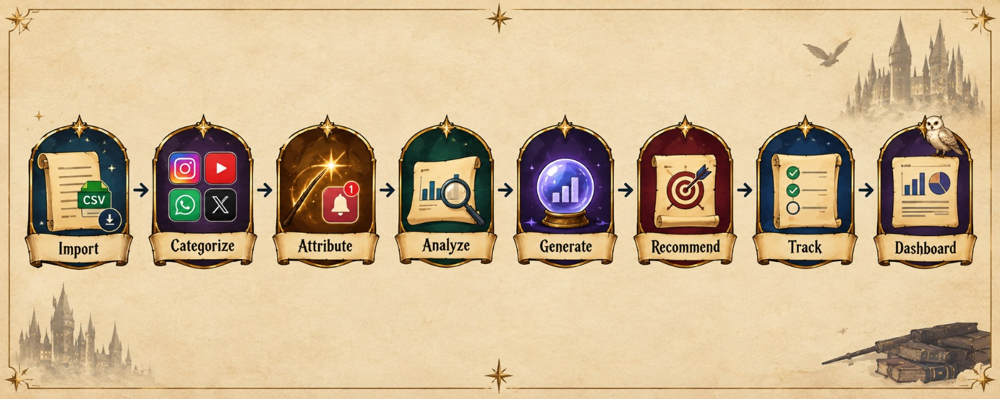 CSV
1
Import
Categorize
Attribute
Analyze
Generate
Recommend
Track
Dashboard